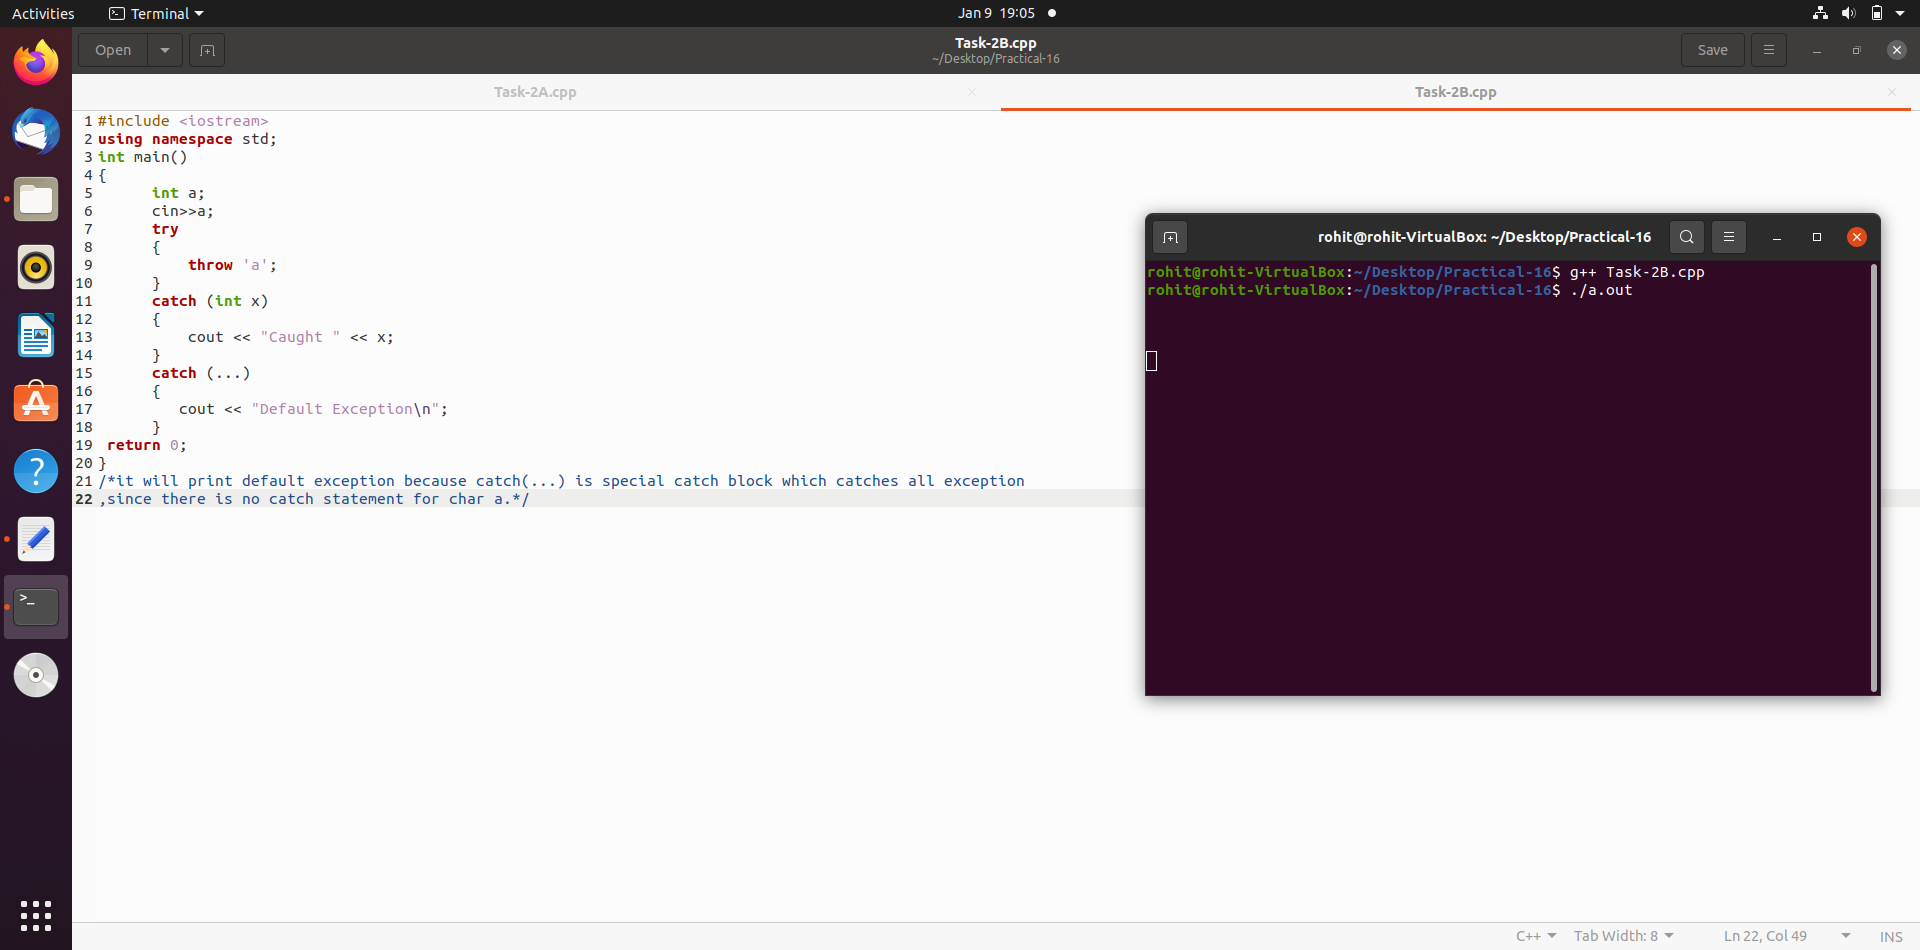 Activities
Terminal
Jan 9 19:05
Open
Task-2B.cpp
~/Desktop/Practical-16
Save
Task-2A.cpp
Task-2B.cpp
1 #include <iostream>
2 using namespace std;
3 int main()
4 {
5 int a;
6 cin>>a;
7 try
8 {
9 throw 'a';
10 }
11 catch (int x)
12 {
13 cout << "Caught " << x;
14 }
15 catch (...)
16 {
17 cout << "Default Exception\n";
18 }
19 return 0;
20 }
21 /*it will print default exception because catch(...) is special catch block which catches all exception
22 ,since there is no catch statement for char a.*/
rohit@rohit-VirtualBox: ~/Desktop/Practical-16
rohit@rohit-VirtualBox:~/Desktop/Practical-16$ g++ Task-2B.cpp
rohit@rohit-VirtualBox:~/Desktop/Practical-16$ ./a.out
C++
Tab Width: 8
Ln 22, Col 49
INS